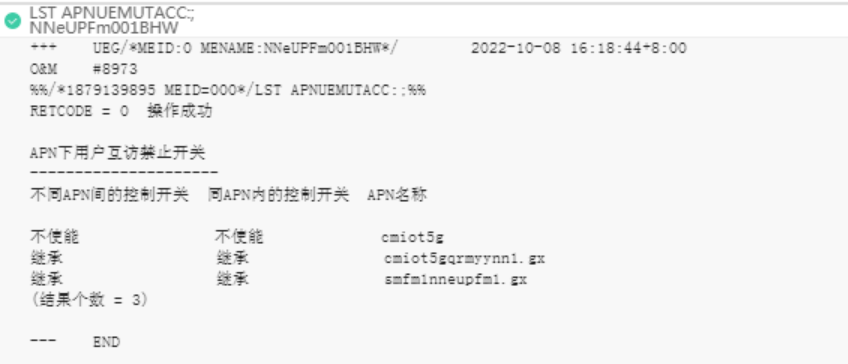 LST APNUEMUTACC:;
NNeUPFm001BHW
+++ UEG/*MEID:0 MENAME:NNeUPFm001BHW*/ 2022-10-08 16:18:44+8:00
O&M #8973
%%/*1879139895 MEID=000*/LST APNUEMUTACC:;%%
RETCODE = 0 操作成功
APN下用户互访禁止开关
---------------------
不同APN间的控制开关 同APN内的控制开关 APN名称
不使能 不使能 cmiot5g
继承 继承 cmiot5gqrmyynn1.gx
继承 继承 smfm1nneupfm1.gx
(结果个数 = 3)
--- END